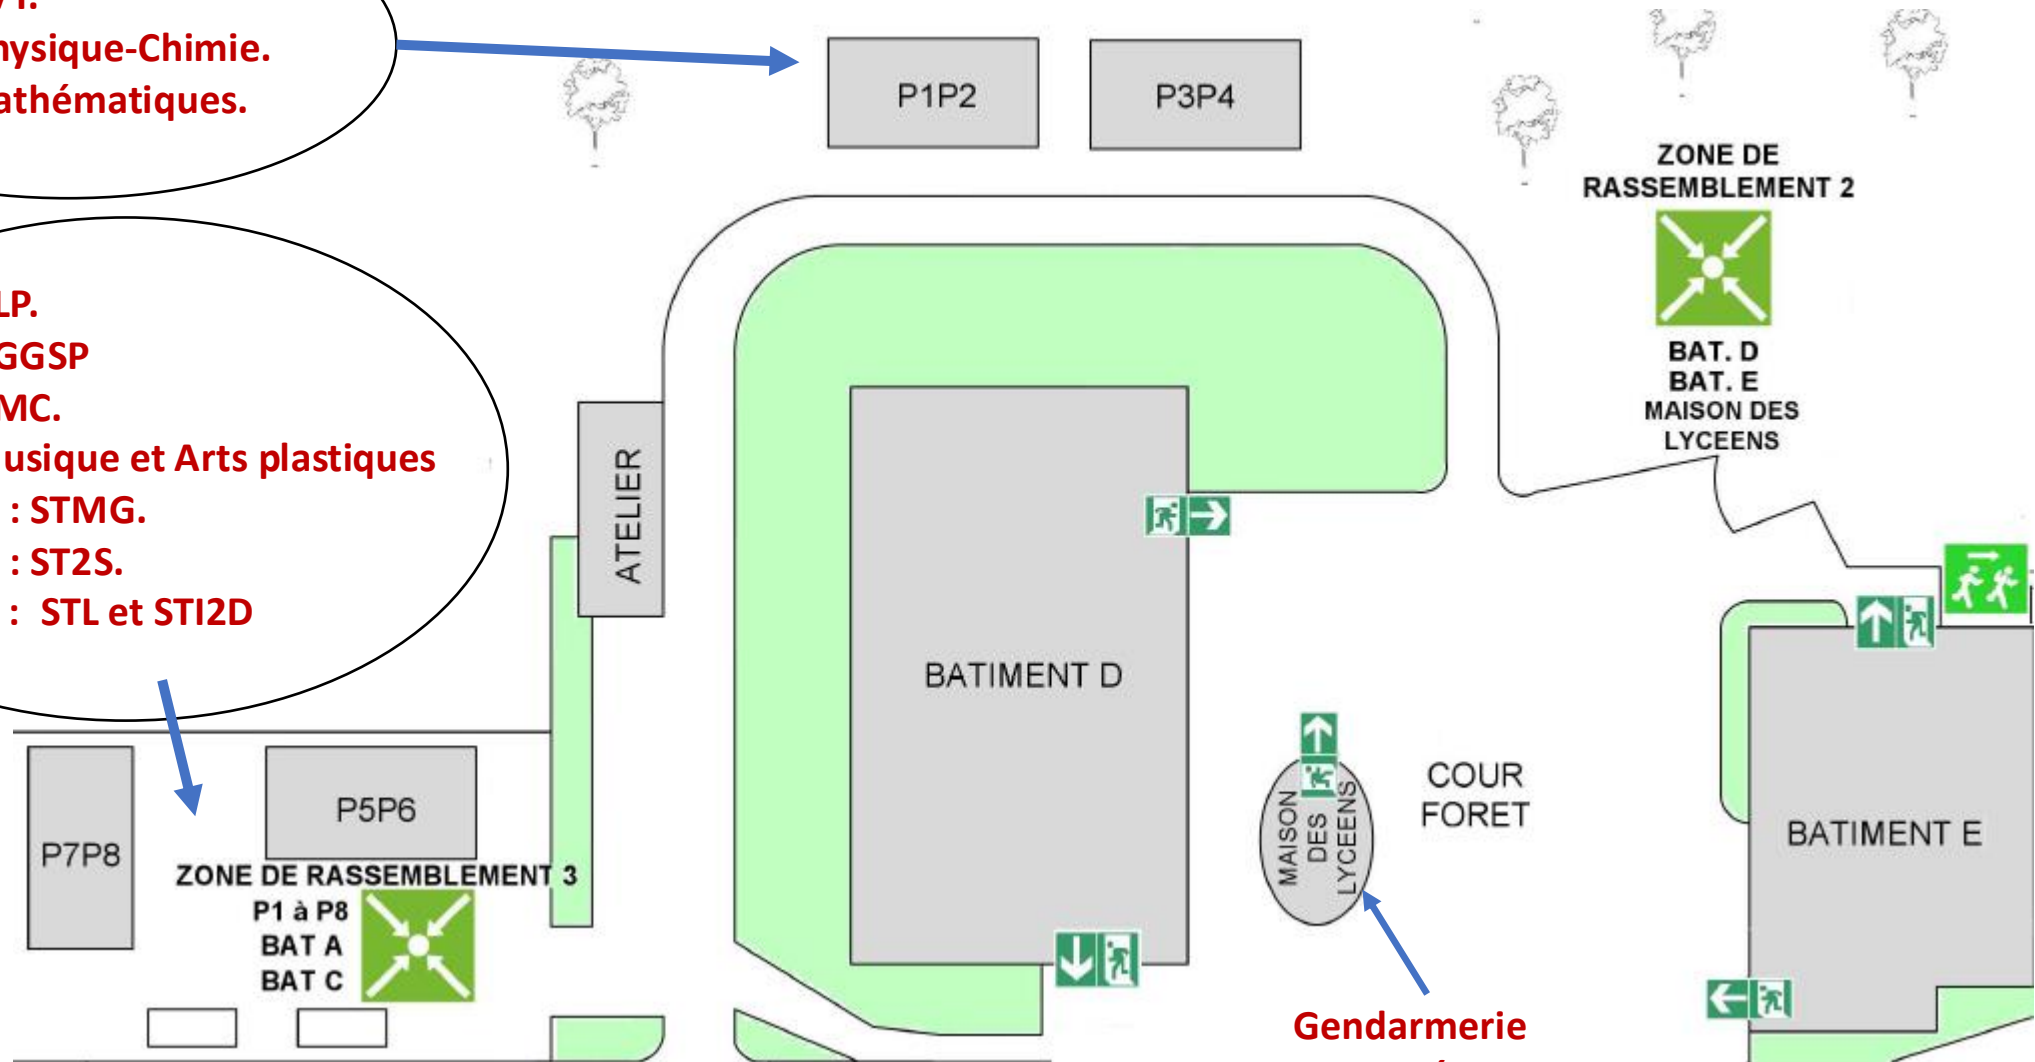 hysique-Chimie.
athématiques.
P1P2
P3P4
ZONE DE
RASSEMBLEMENT 2
BAT. D
BAT. E
MAISON DES
LYCEENS
LP.
GGSP
MC.
usique et Arts plastiques
: STMG.
: ST2S.
: STL et STI2D
ATELIER
BATIMENT D
MAISON
DES
LYCEENS
COUR
FORET
BATIMENT E
P7P8
P5P6
ZONE DE RASSEMBLEMENT 3
P1 à P8
BAT A
BAT C
Gendarmerie